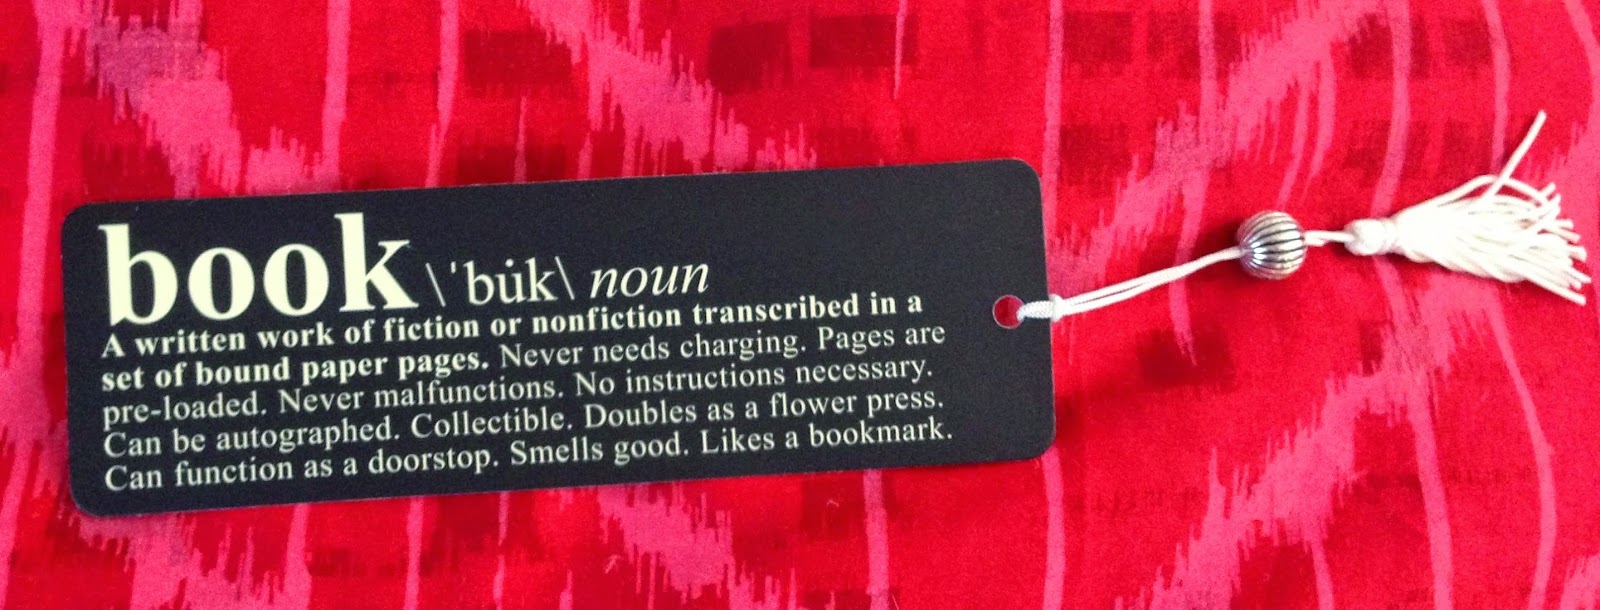 book \ˈbu̇k\ noun
A written work of fiction or nonfiction transcribed in a
set of bound paper pages. Never needs charging. Pages are
pre-loaded. Never malfunctions. No instructions necessary.
Can be autographed. Collectible. Doubles as a flower press.
Can function as a doorstop. Smells good. Likes a bookmark.